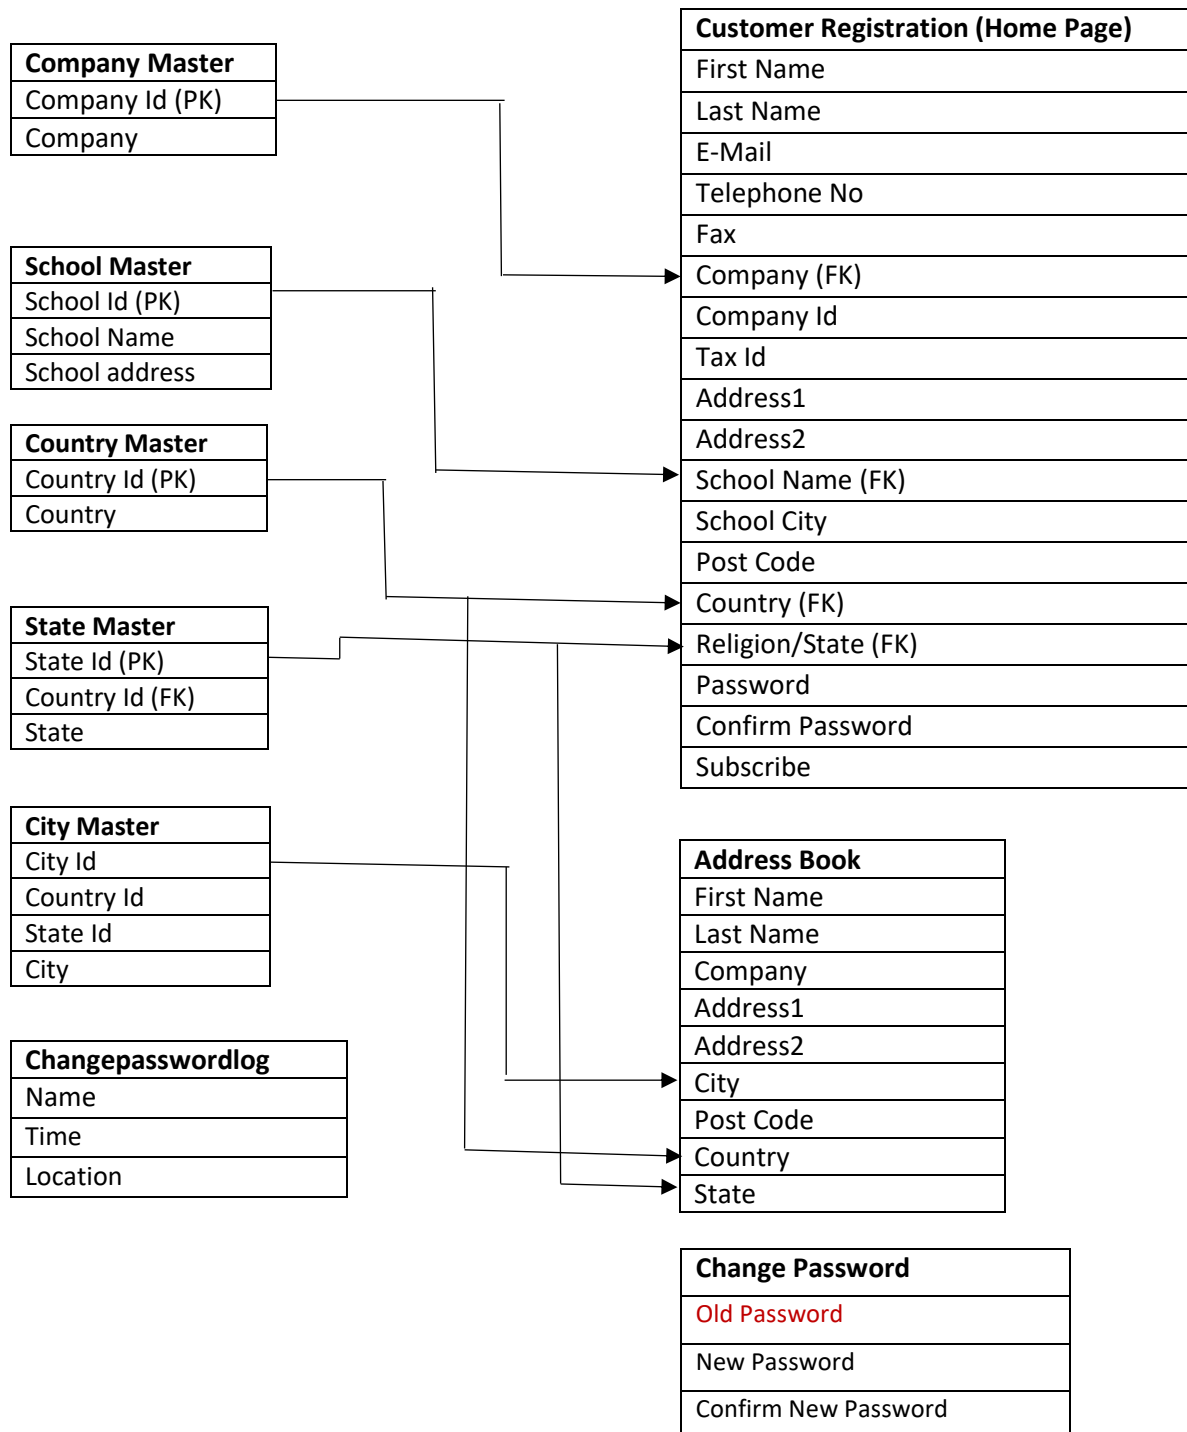 Company Master
Company Id (PK)
Company
School Master
School Id (PK)
School Name
School address
Country Master
Country Id (PK)
Country
State Master
State Id (PK)
Country Id (FK)
State
City Master
City Id
Country Id
State Id
City
Changepasswordlog
Name
Time
Location
Customer Registration (Home Page)
First Name
Last Name
E-Mail
Telephone No
Fax
Company (FK)
Company Id
Tax Id
Address1
Address2
School Name (FK)
School City
Post Code
Country (FK)
Religion/State (FK)
Password
Confirm Password
Subscribe
Address Book
First Name
Last Name
Company
Address1
Address2
City
Post Code
Country
State
Change Password
Old Password
New Password
Confirm New Password